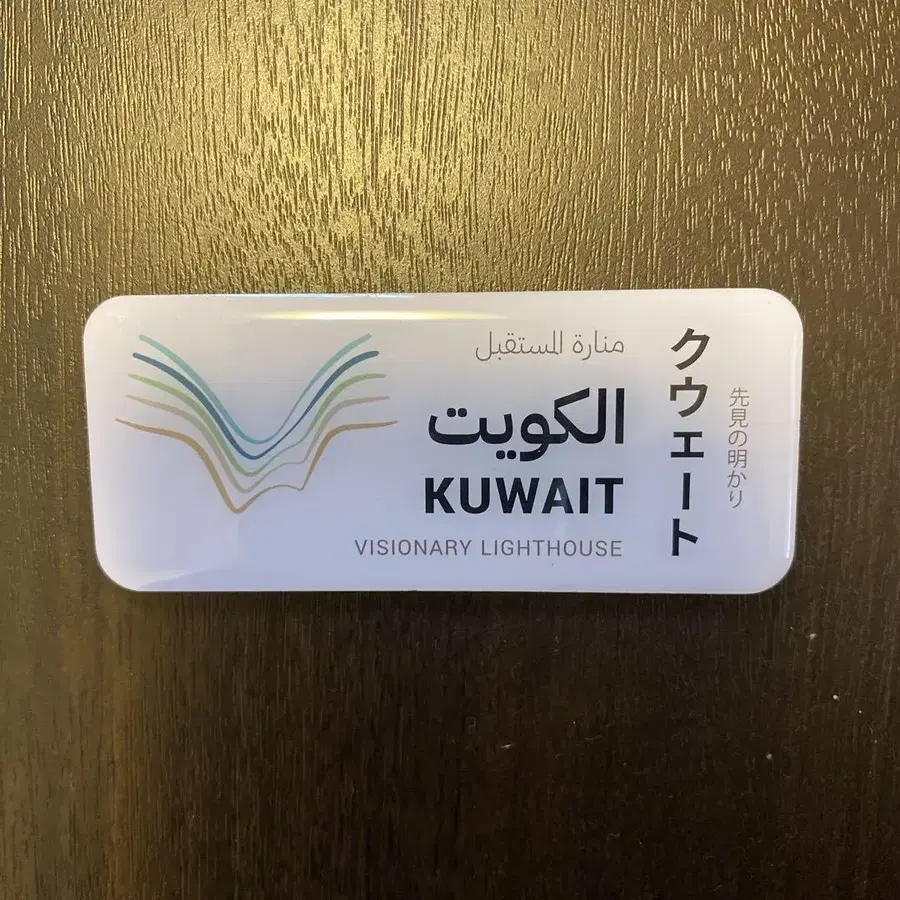 منارة المستقبل
الكويت
KUWAIT
VISIONARY LIGHTHOUSE
クウェート
先見の明かり